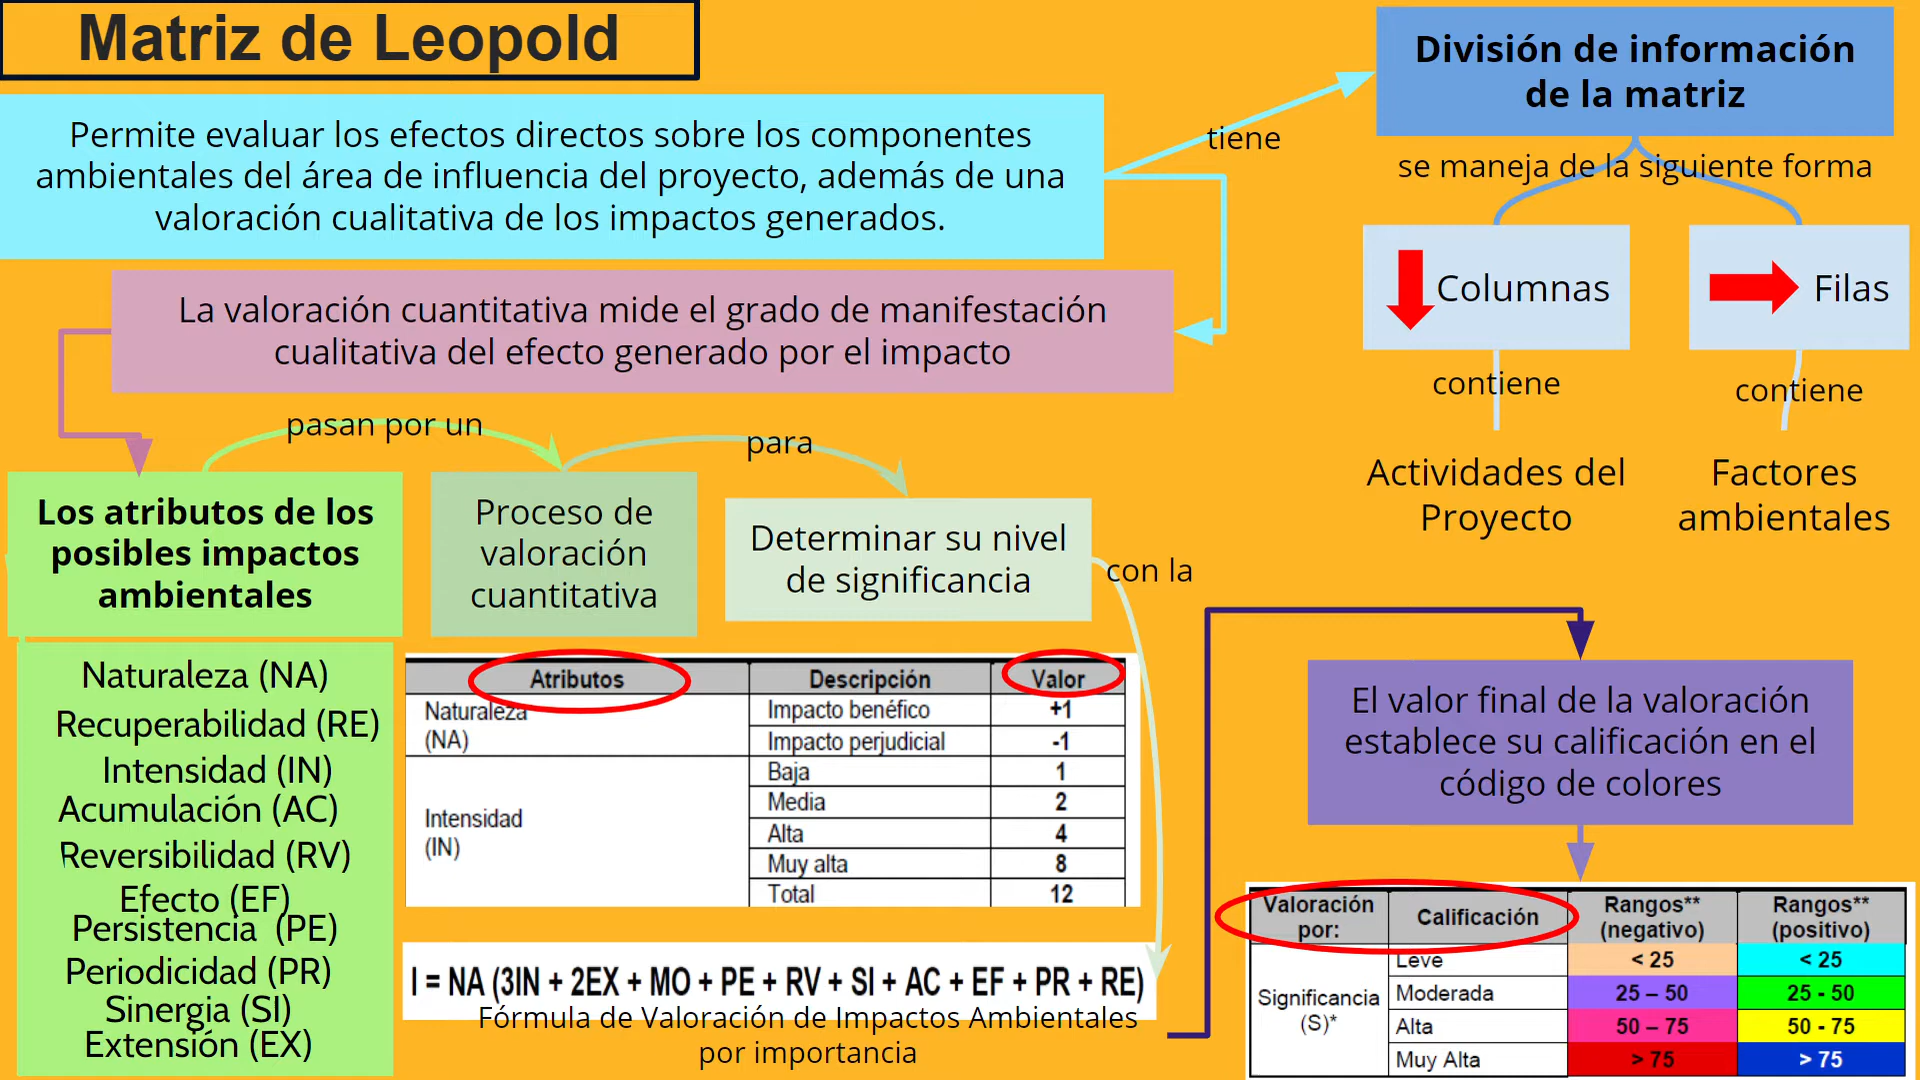 Matriz de Leopold
Permite evaluar los efectos directos sobre los componentes
ambientales del área de influencia del proyecto, además de una
valoración cualitativa de los impactos generados.
tiene
División de información
de la matriz
se maneja de la siguiente forma
Columnas
Filas
contiene
contiene
Actividades del
Proyecto
Factores
ambientales
La valoración cuantitativa mide el grado de manifestación
cualitativa del efecto generado por el impacto
pasan por un
para
Los atributos de los
posibles impactos
ambientales
Proceso de
valoración
cuantitativa
Determinar su nivel
de significancia
con la
Naturaleza (NA)
Recuperabilidad (RE)
Intensidad (IN)
Acumulación (AC)
Reversibilidad (RV)
Efecto (EF)
Persistencia (PE)
Periodicidad (PR)
Sinergia (SI)
Extensión (EX)
Atributos Descripción Valor
Naturaleza
(NA)
Impacto benéfico +1
Impacto perjudicial -1
Intensidad
(IN)
Baja 1
Media 2
Alta 4
Muy alta 8
Total 12
I = NA (3IN + 2EX + MO + PE + RV + SI + AC + EF + PR + RE)
Fórmula de Valoración de Impactos Ambientales
por importancia
El valor final de la valoración
establece su calificación en el
código de colores
Valoración
por:
Calificación
Rangos**
(negativo)
Rangos**
(positivo)
Significancia
(S)*
Leve < 25 < 25
Moderada 25 – 50 25 - 50
Alta 50 – 75 50 - 75
Muy Alta > 75 > 75